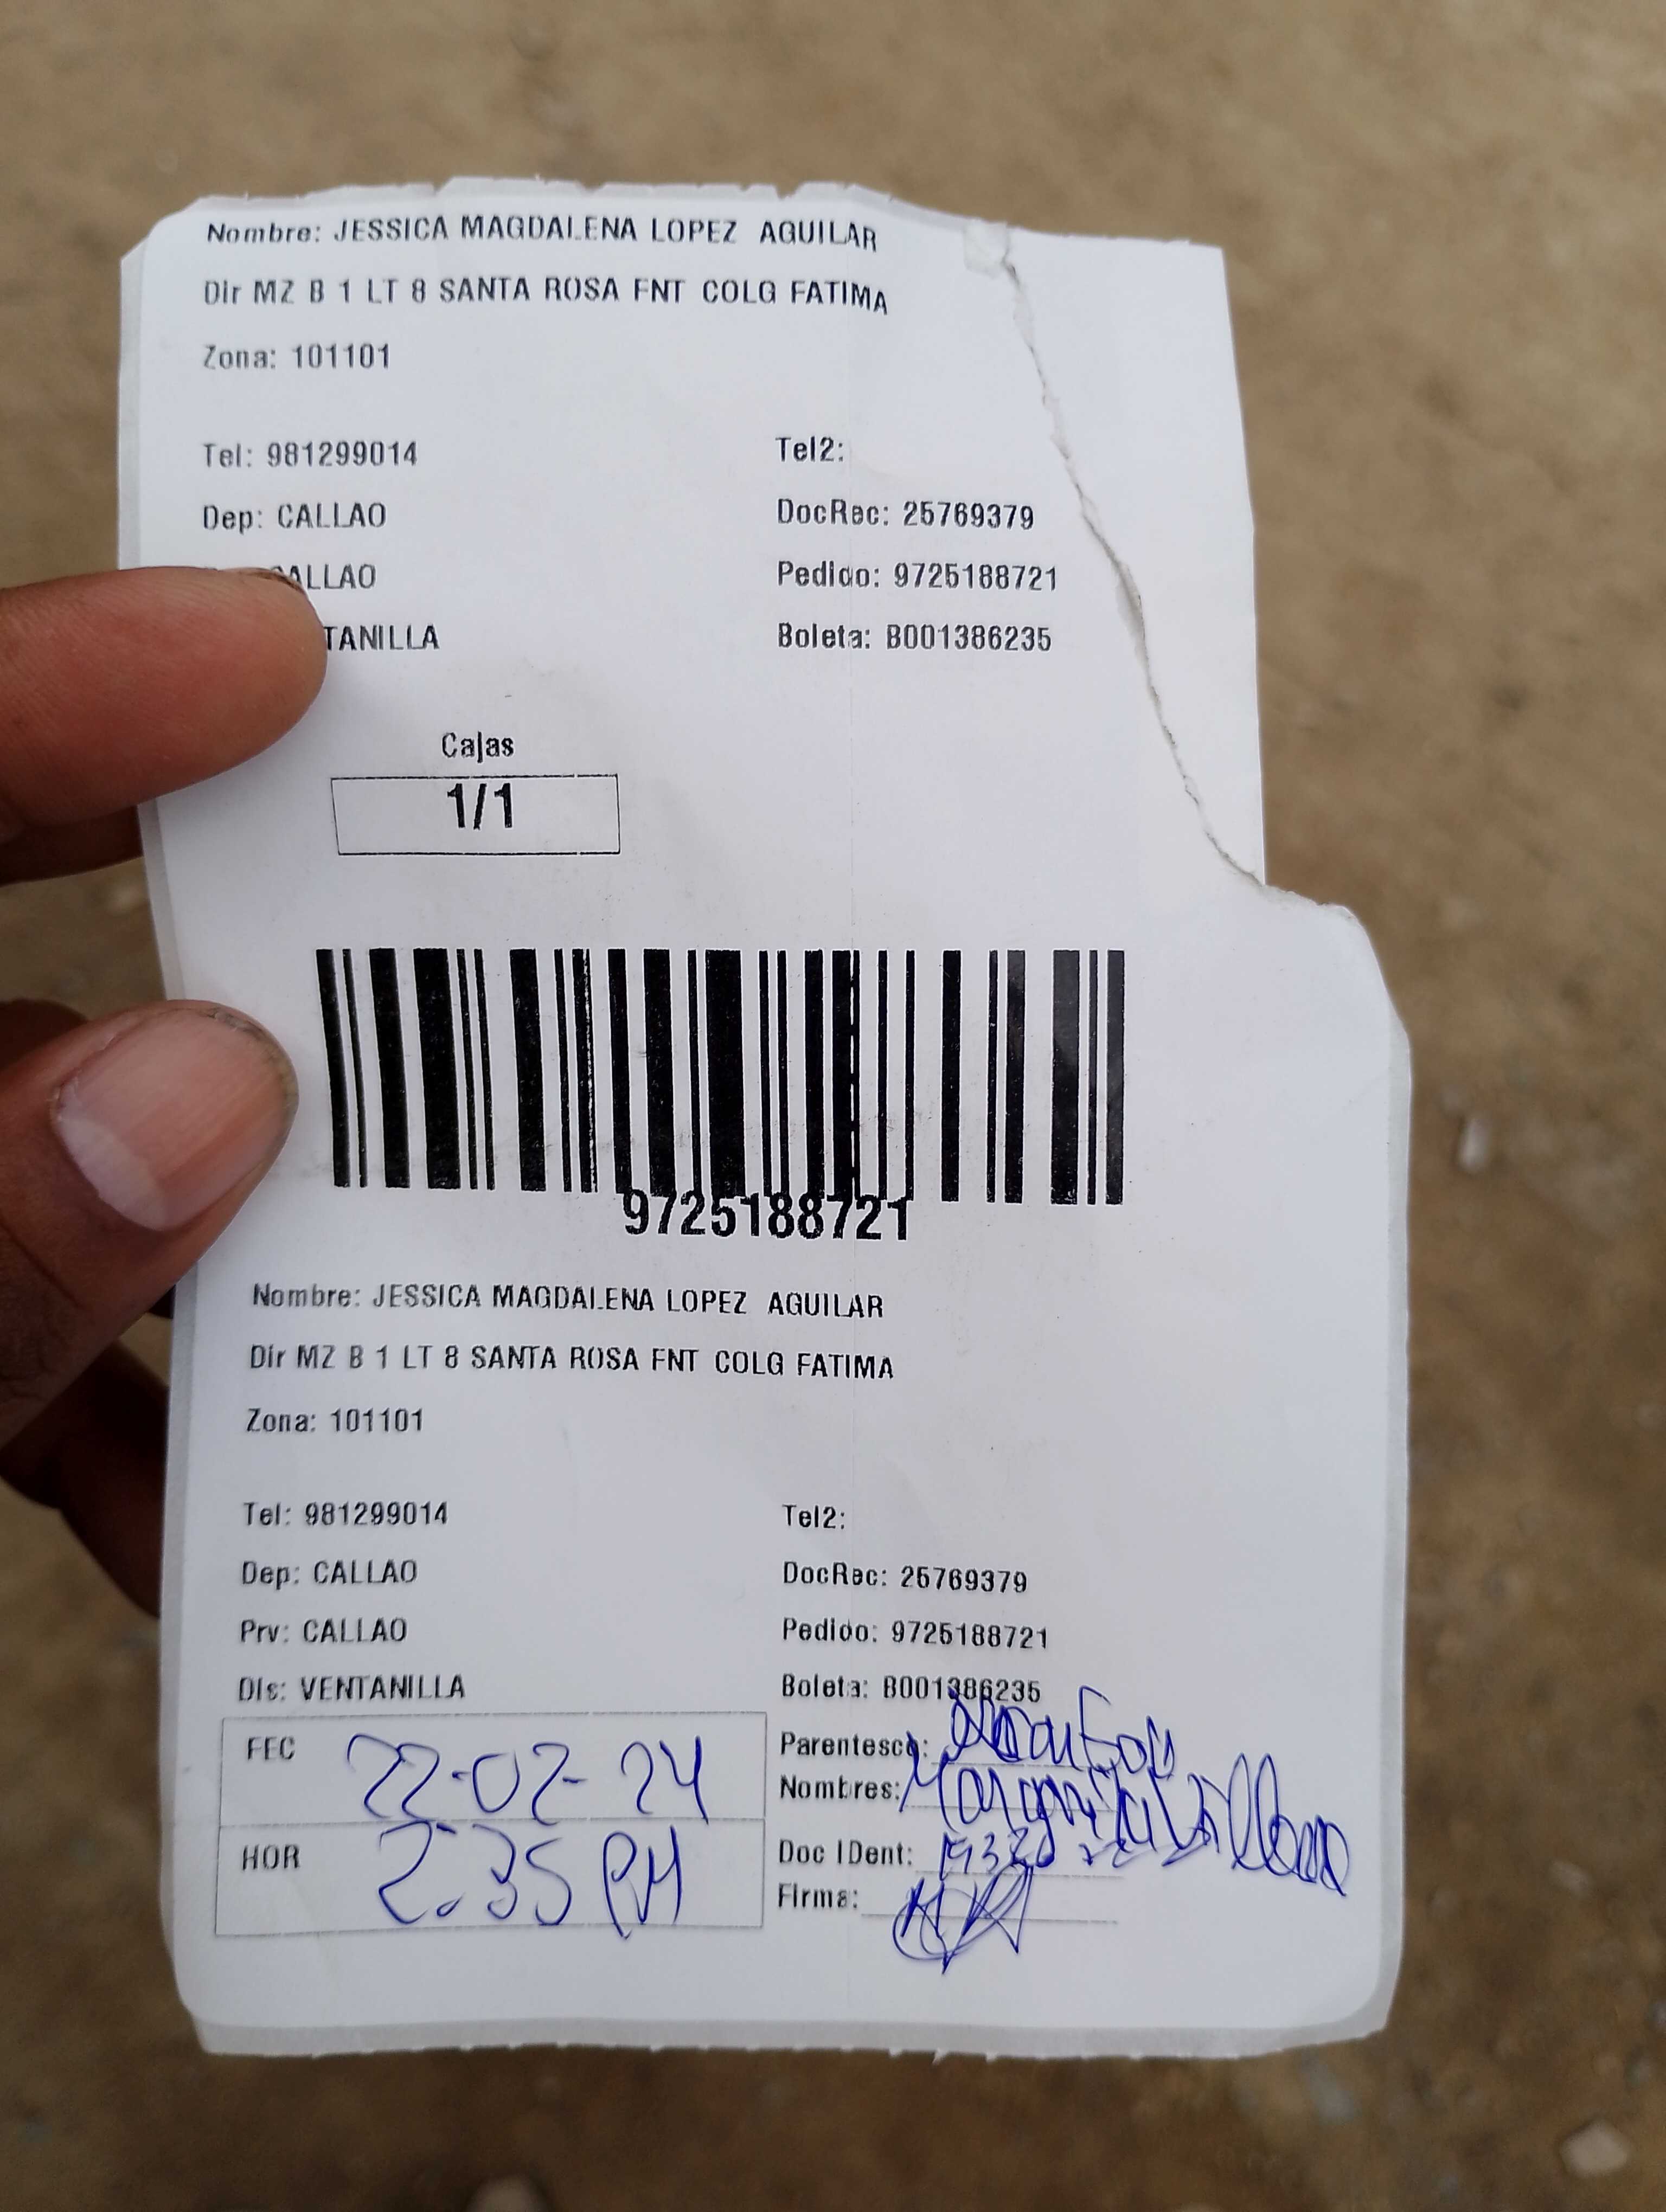 Nombre: JESSICA MAGDALENA LOPEZ AGUILAR
Dir MZ B 1 LT 8 SANTA ROSA FNT COLG FATIMA
Zona: 101101
Tel: 981299014 Tel2:
Dep: CALLAO DocRec: 25769379
CALLAO Pedido: 9725188721
TANILLA Boleta: B001386235
Cajas
1/1
9725188721
Nombre: JESSICA MAGDALENA LOPEZ AGUILAR
Dir MZ B 1 LT 8 SANTA ROSA FNT COLG FATIMA
Zona: 101101
Tel: 981299014 Tel2:
Dep: CALLAO DocRec: 25769379
Prv: CALLAO Pedido: 9725188721
Dis: VENTANILLA Boleta: B001386235
FEC 22-02-24 Parentesco:
Nombres: Margarita
HOR 2:35 PM Doc IDent:
Firma: